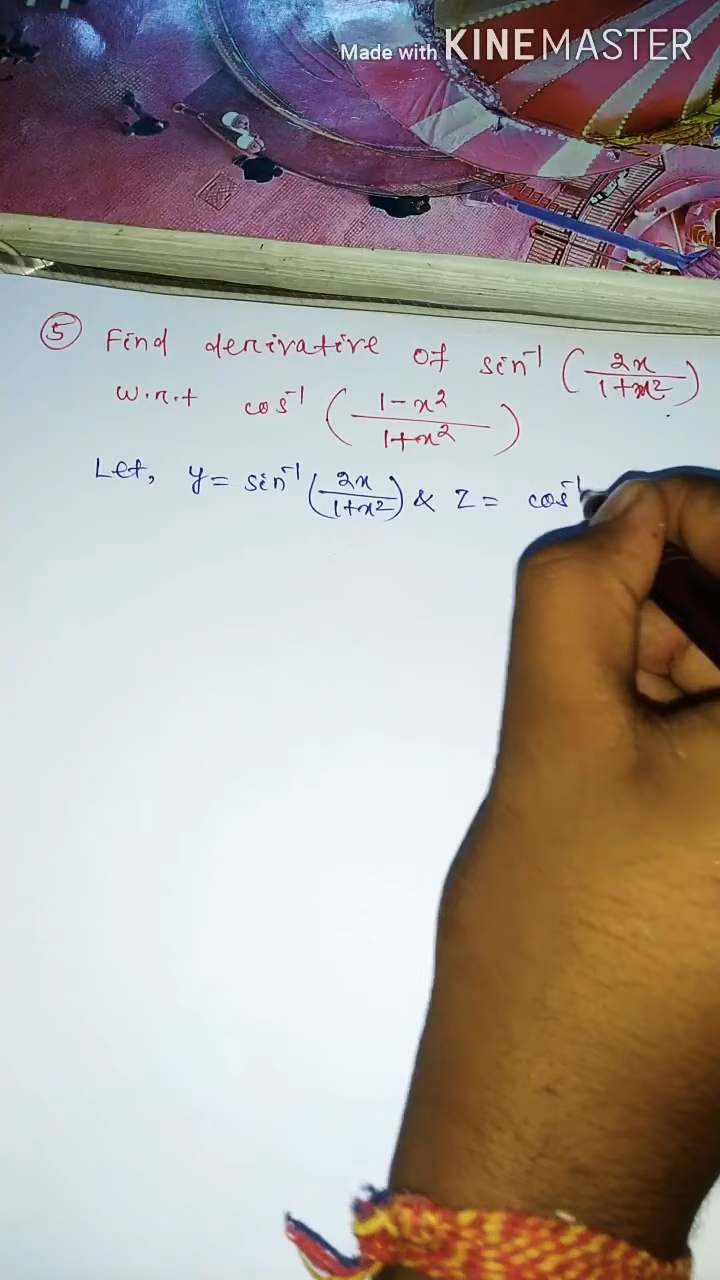 Made with KINEMASTER
⑤ Find derivative of sin⁻¹ (2x/1+x²)
w.r.t cos⁻¹ (1-x²/1+x²)
Let, y= sin⁻¹ (2x/1+x²) & Z = cos⁻¹